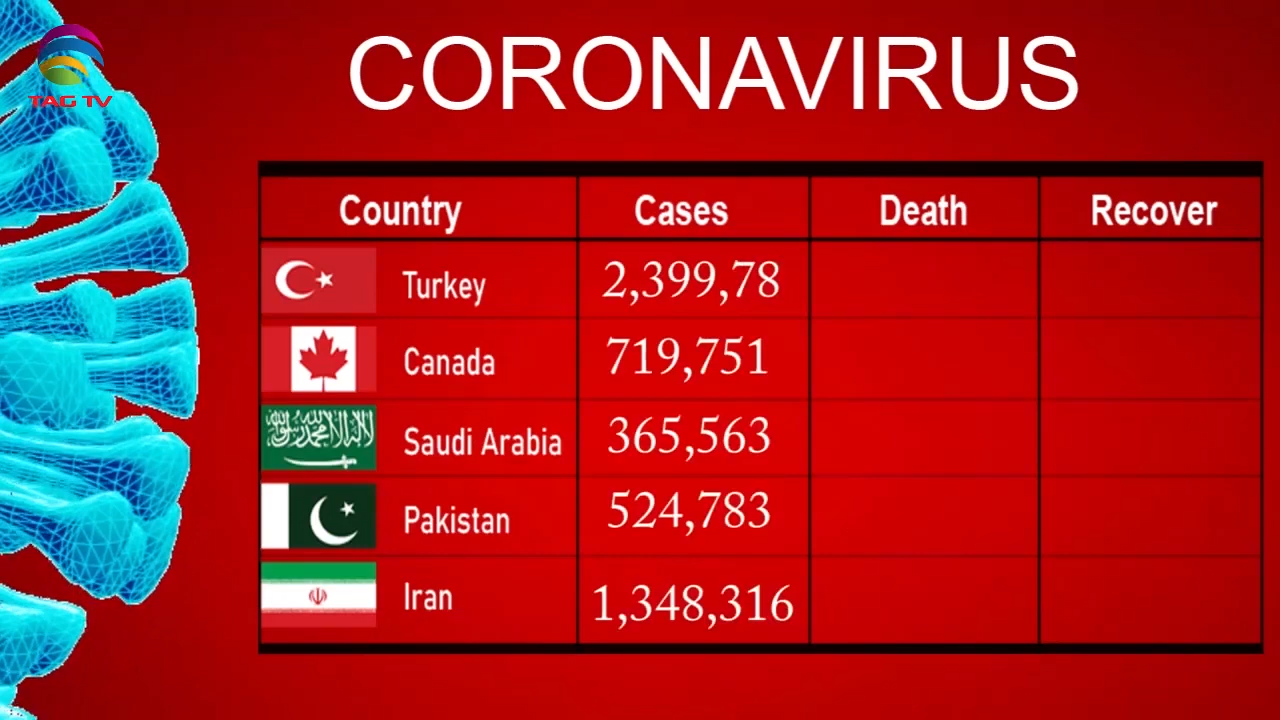 TAG TV
CORONAVIRUS
Country Cases Death Recover
Turkey 2,399,78
Canada 719,751
Saudi Arabia 365,563
Pakistan 524,783
Iran 1,348,316